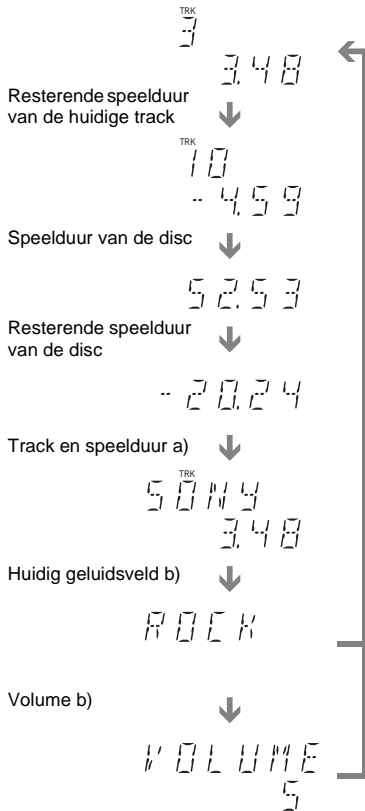 TRK
3
3.48
Resterende speelduur
van de huidige track
TRK
10
-4.59
Speelduur van de disc
52.53
Resterende speelduur
van de disc
-20.24
Track en speelduur a)
TRK
SONY
3.48
Huidig geluidsveld b)
ROCK
Volume b)
VOLUME
5